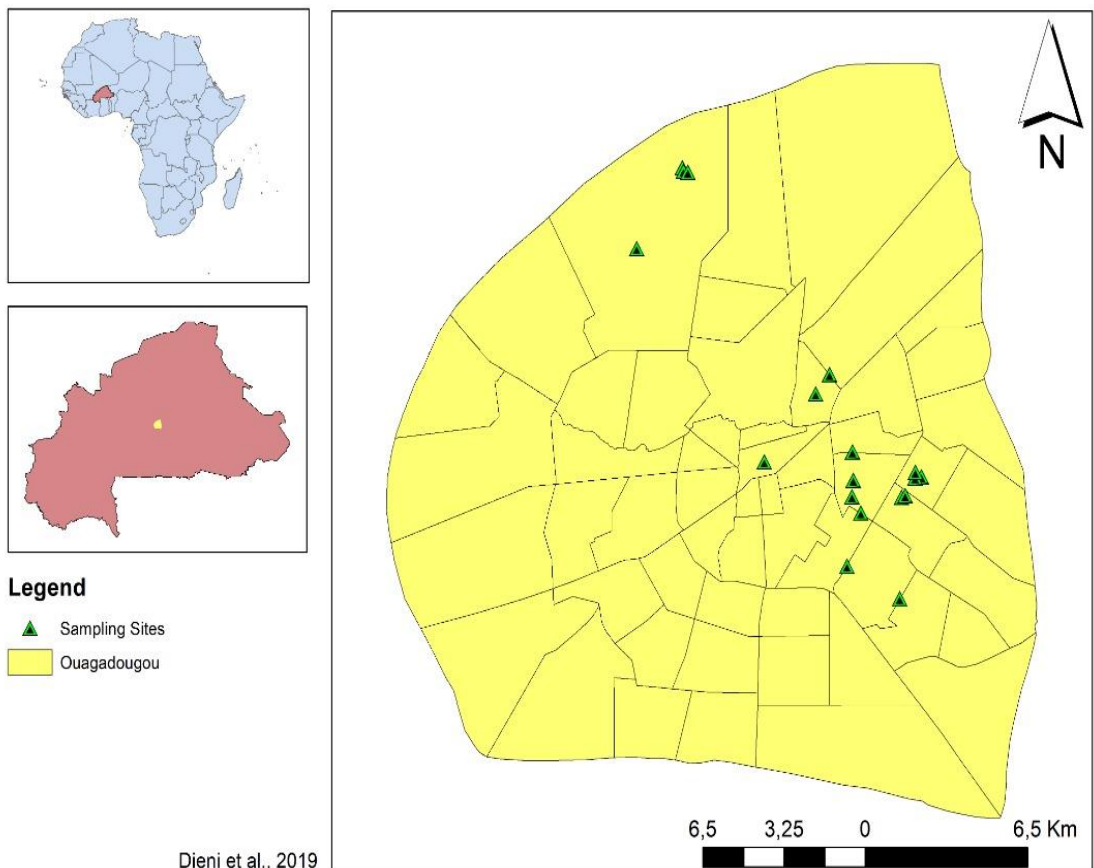 N
Legend
Sampling Sites
Ouagadougou
Dieni et al., 2019
6,5 3,25 0 6,5 Km